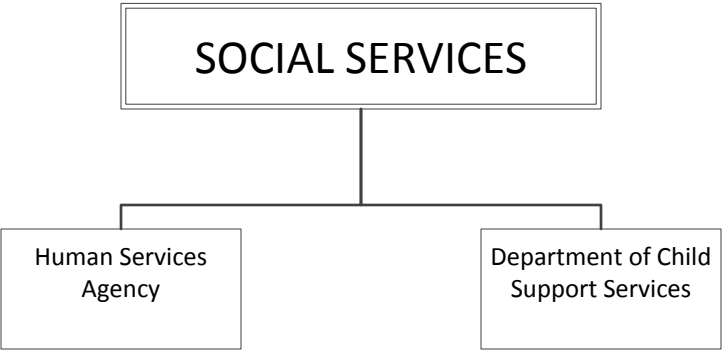 SOCIAL SERVICES
Human Services
Agency
Department of Child
Support Services